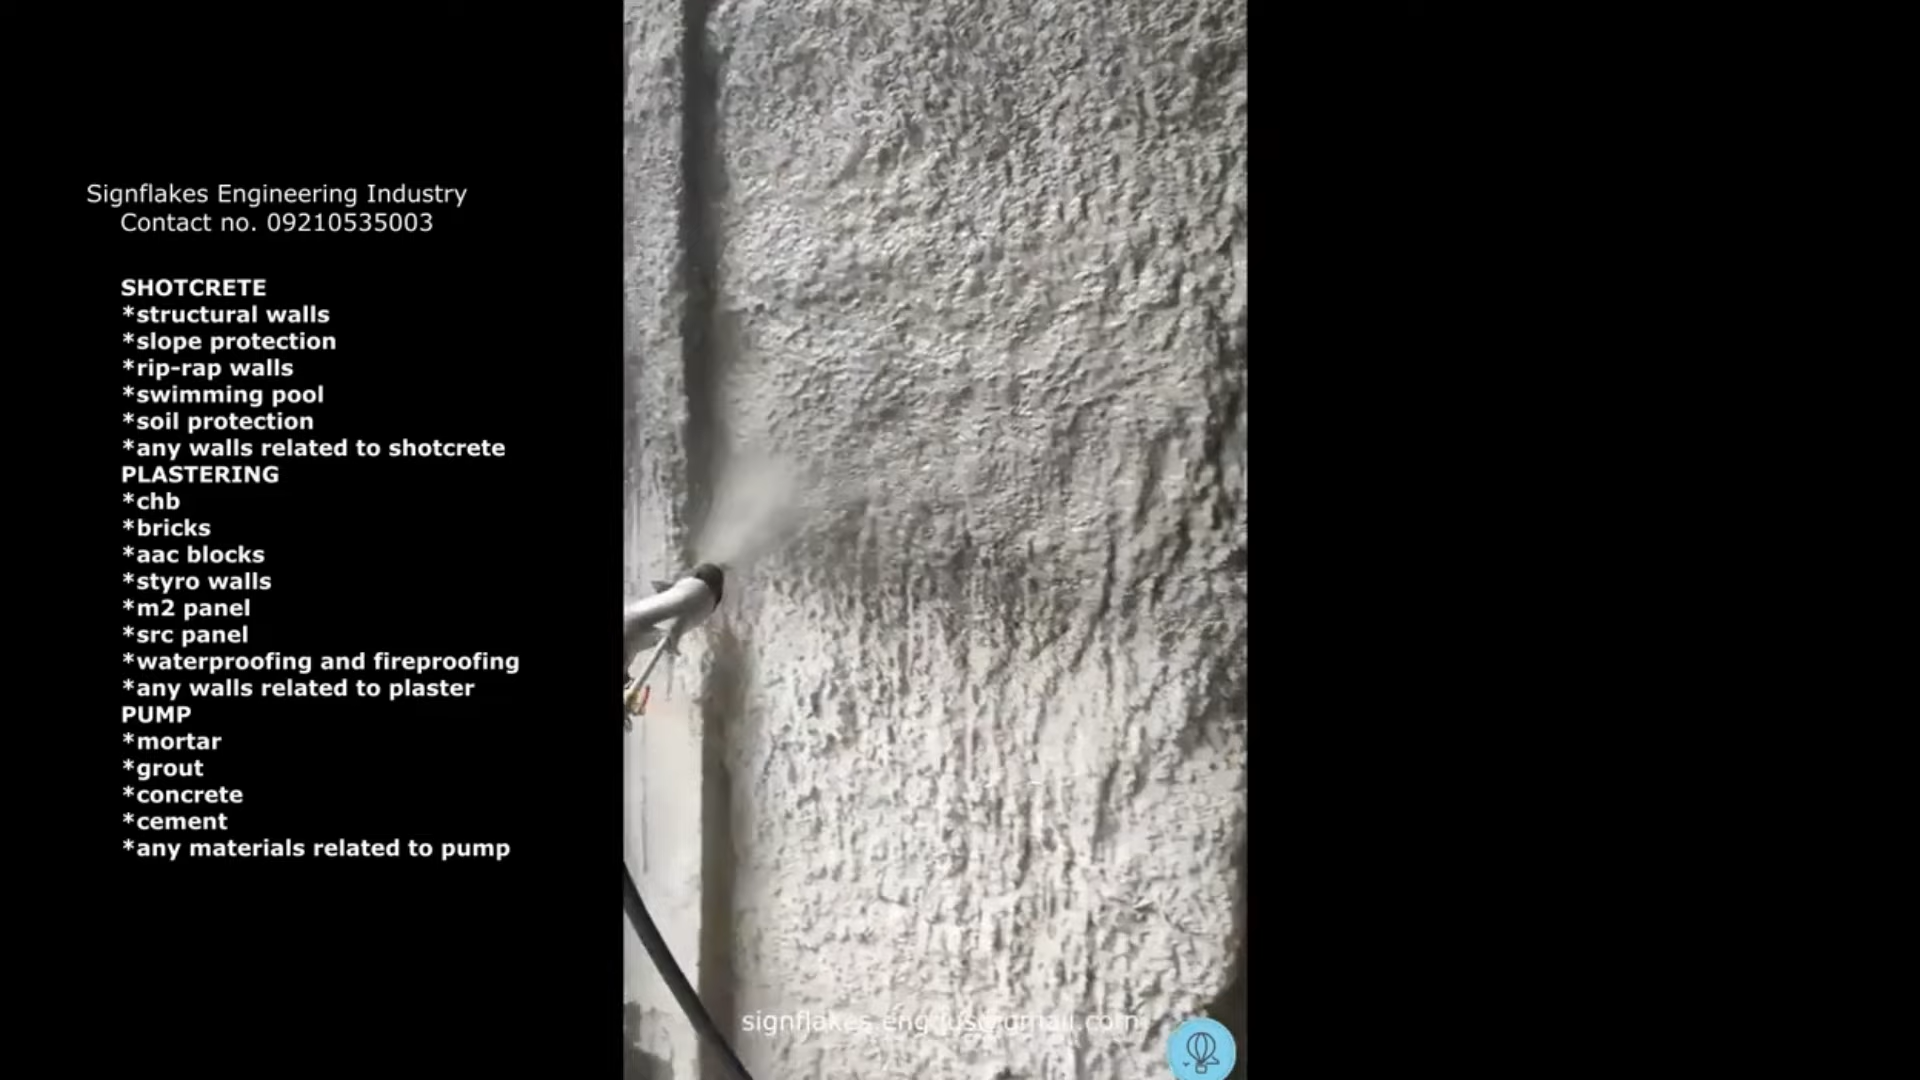 Signflakes Engineering Industry
Contact no. 09210535003
SHOTCRETE
*structural walls
*slope protection
*rip-rap walls
*swimming pool
*soil protection
*any walls related to shotcrete
PLASTERING
*chb
*bricks
*aac blocks
*styro walls
*m2 panel
*src panel
*waterproofing and fireproofing
*any walls related to plaster
PUMP
*mortar
*grout
*concrete
*cement
*any materials related to pump